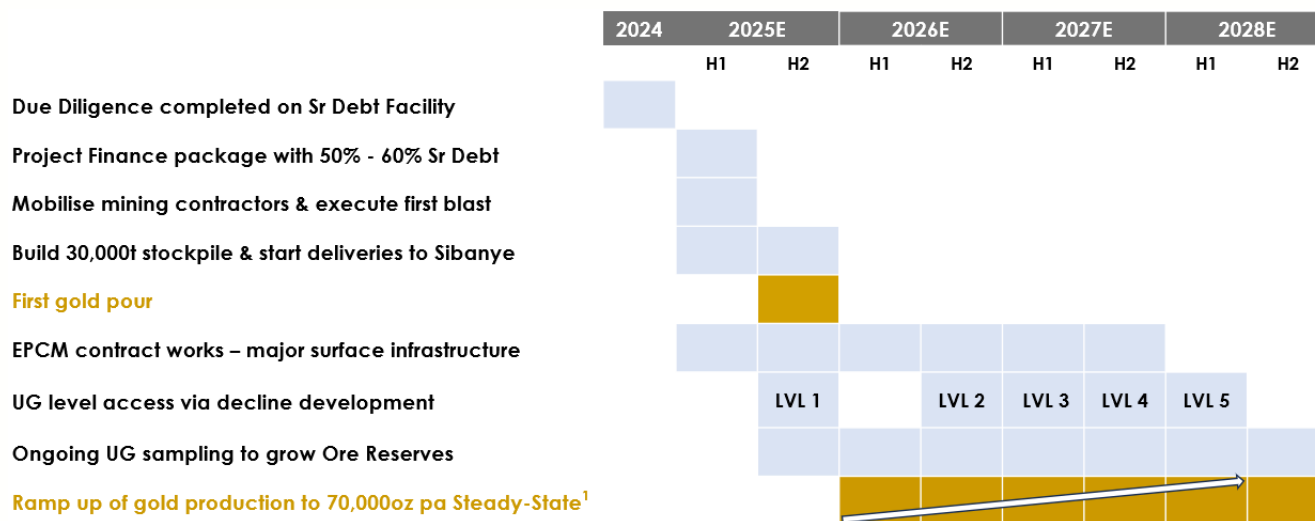 2024 2025E 2026E 2027E 2028E
H1 H2 H1 H2 H1 H2 H1 H2
Due Diligence completed on Sr Debt Facility
Project Finance package with 50% - 60% Sr Debt
Mobilise mining contractors & execute first blast
Build 30,000t stockpile & start deliveries to Sibanye
First gold pour
EPCM contract works – major surface infrastructure
UG level access via decline development LVL 1 LVL 2 LVL 3 LVL 4 LVL 5
Ongoing UG sampling to grow Ore Reserves
Ramp up of gold production to 70,000oz pa Steady-State¹